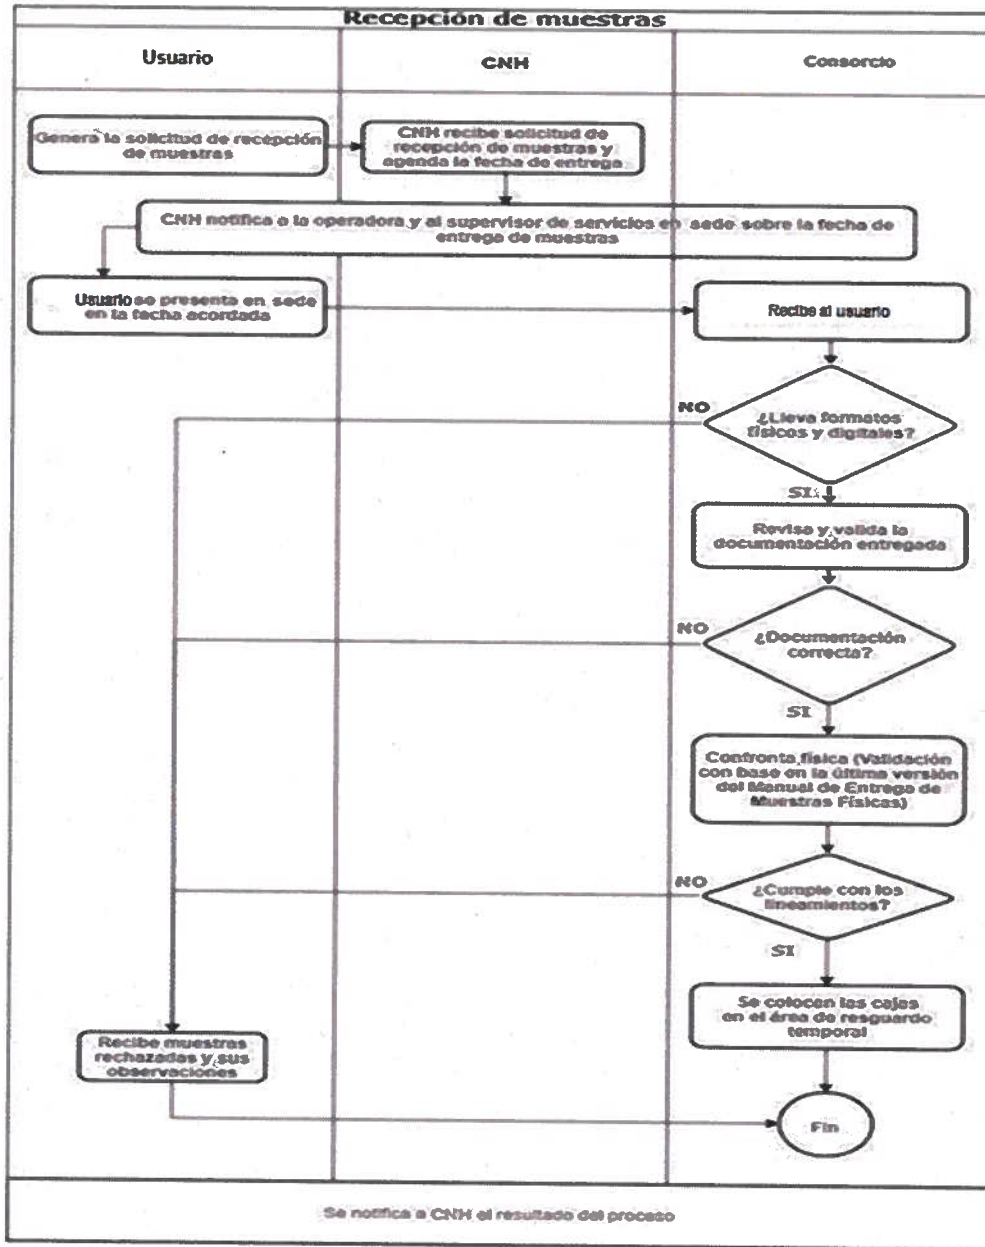 Recepción de muestras
Usuario
CNH
Consorcio
Genera la solicitud de recepción
de muestras
CNH recibe solicitud de
recepción de muestras y
agenda la fecha de entrega
CNH notifica a la operadora y al supervisor de servicios en sede sobre la fecha de
entrega de muestras
Usuario se presenta en sede
en la fecha acordada
Recibe al usuario
¿Lleva formatos
físicos y digitales?
NO
SI
Revisa y valida la
documentación entregada
¿Documentación
correcta?
NO
SI
Confronta física (Validación
con base en la última versión
del Manual de Entrega de
Muestras Físicas)
¿Cumple con los
lineamientos?
NO
SI
Se colocan las cajas
en el área de resguardo
temporal
Recibe muestras
rechazadas y sus
observaciones
Fin
Se notifica a CNH el resultado del proceso